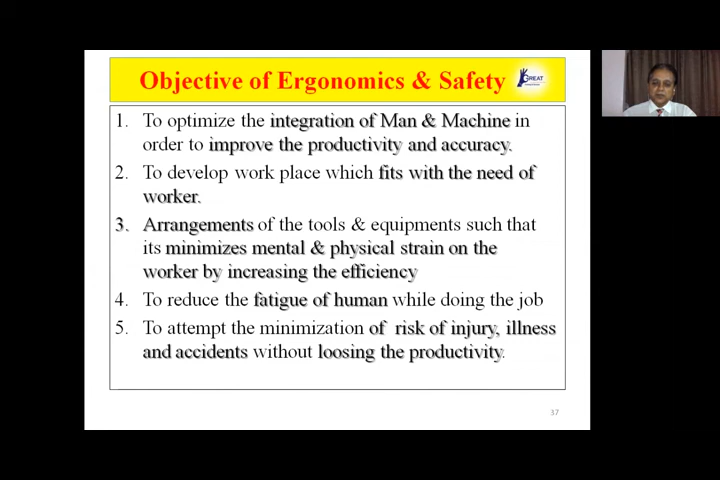 Objective of Ergonomics & Safety
GREAT
1. To optimize the integration of Man & Machine in
order to improve the productivity and accuracy.
2. To develop work place which fits with the need of
worker.
3. Arrangements of the tools & equipments such that
its minimizes mental & physical strain on the
worker by increasing the efficiency
4. To reduce the fatigue of human while doing the job
5. To attempt the minimization of risk of injury, illness
and accidents without loosing the productivity.
37